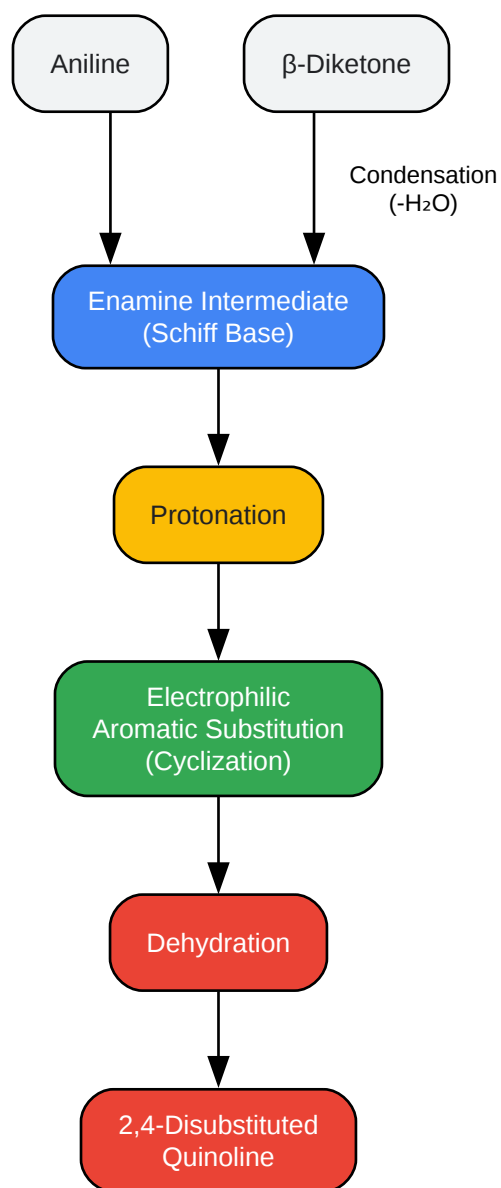 Aniline
β-Diketone
Condensation
(-H₂O)
Enamine Intermediate
(Schiff Base)
Protonation
Electrophilic
Aromatic Substitution
(Cyclization)
Dehydration
2,4-Disubstituted
Quinoline